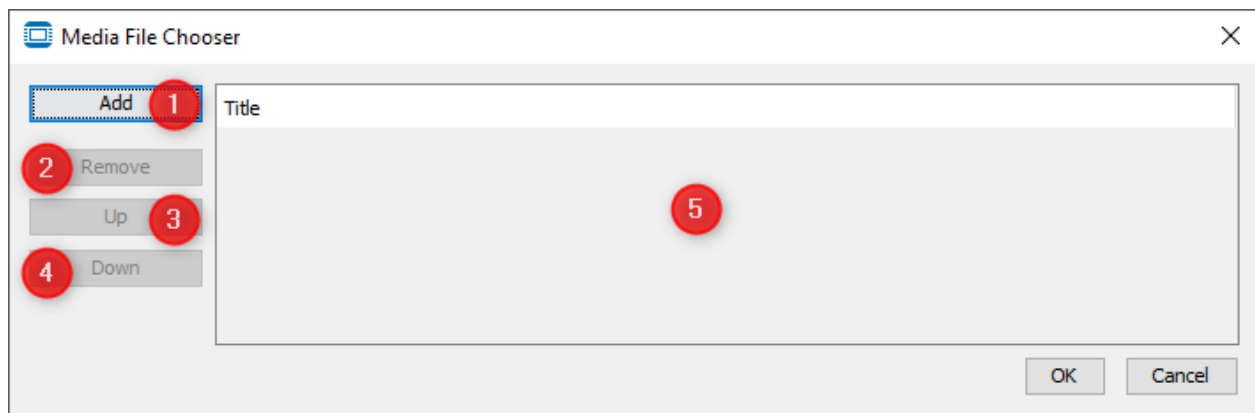 Media File Chooser
Add 1
Title
2 Remove
Up 3
5
4 Down
OK Cancel